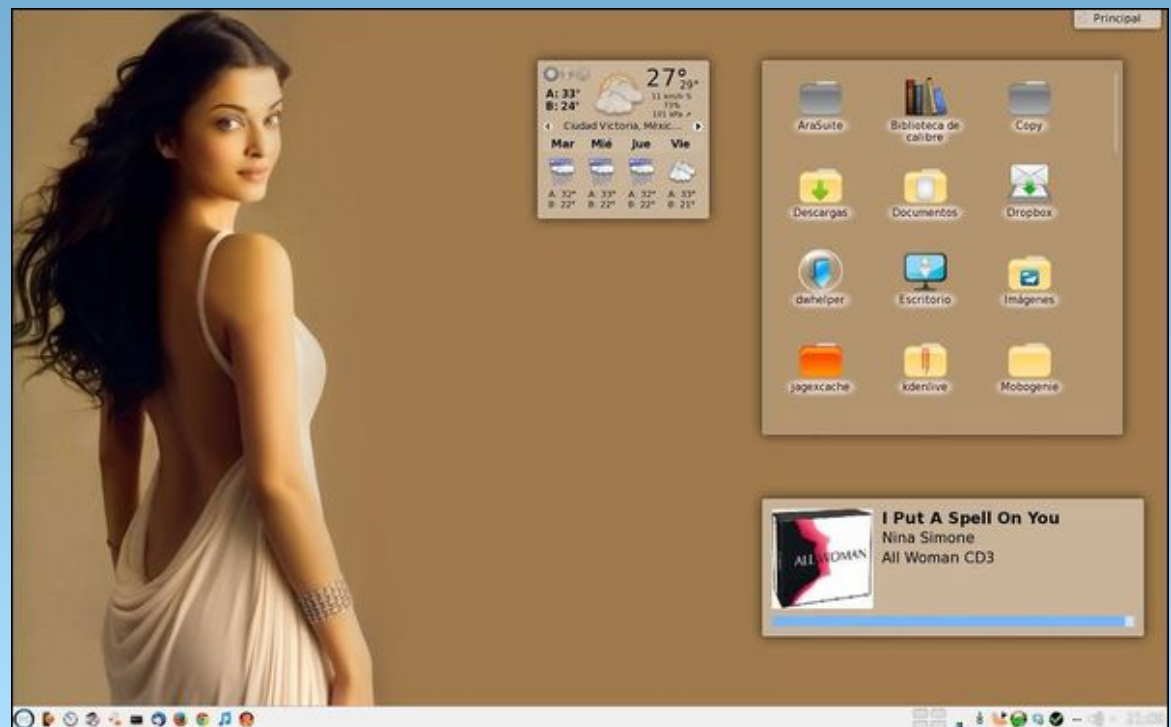 Principal
27°
29°
A: 33°
B: 24°
73%
Ciudad Victoria, Méxic...
Mar Mié Jue Vie
A: 32° A: 33° A: 32° A: 33°
B: 22° B: 22° B: 22° B: 21°
AraSuite Biblioteca de calibre Copy
Descargas Documentos Dropbox
dwhelper Escritorio Imágenes
jagexcache kdenlive Mobogenie
ALL WOMAN
I Put A Spell On You
Nina Simone
All Woman CD3